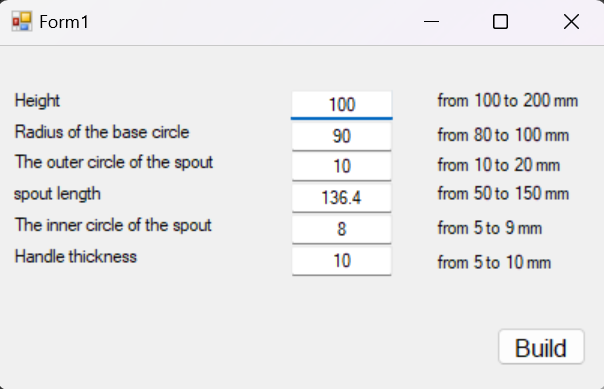 Form1
Height 100 from 100 to 200 mm
Radius of the base circle 90 from 80 to 100 mm
The outer circle of the spout 10 from 10 to 20 mm
spout length 136.4 from 50 to 150 mm
The inner circle of the spout 8 from 5 to 9 mm
Handle thickness 10 from 5 to 10 mm
Build